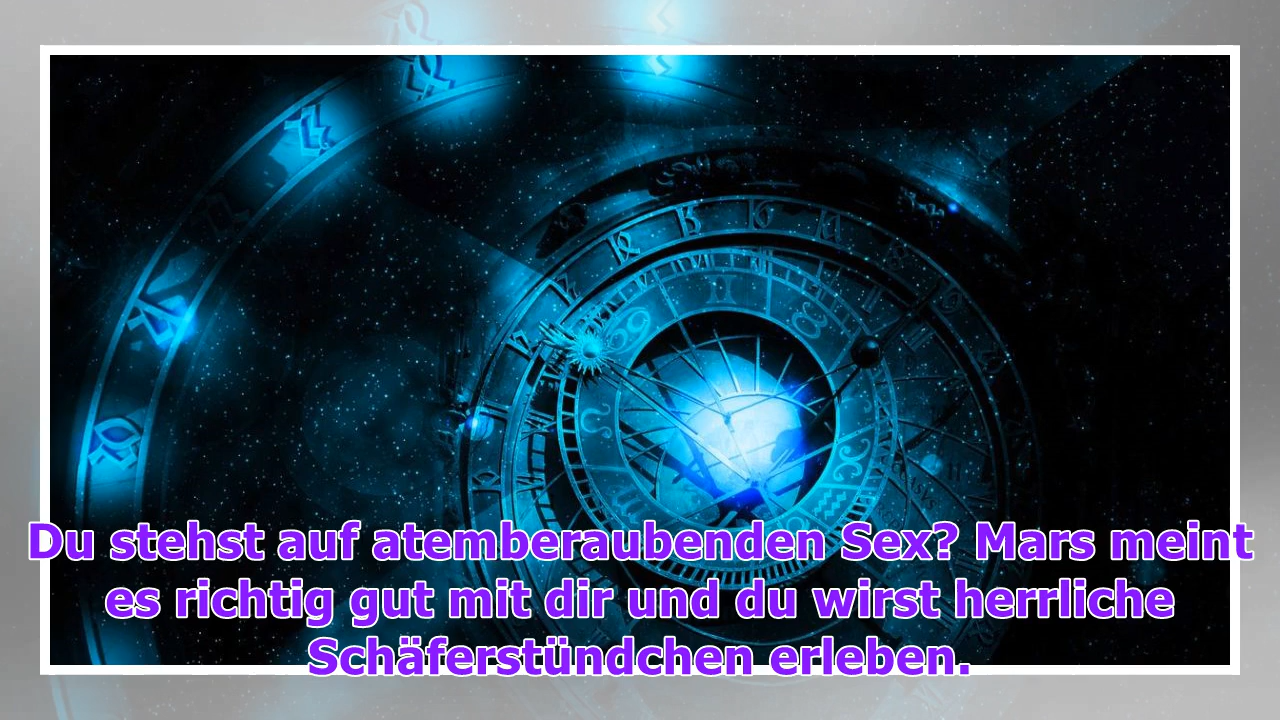 Du stehst auf atemberaubenden Sex? Mars meint
es richtig gut mit dir und du wirst herrliche
Schäferstündchen erleben.